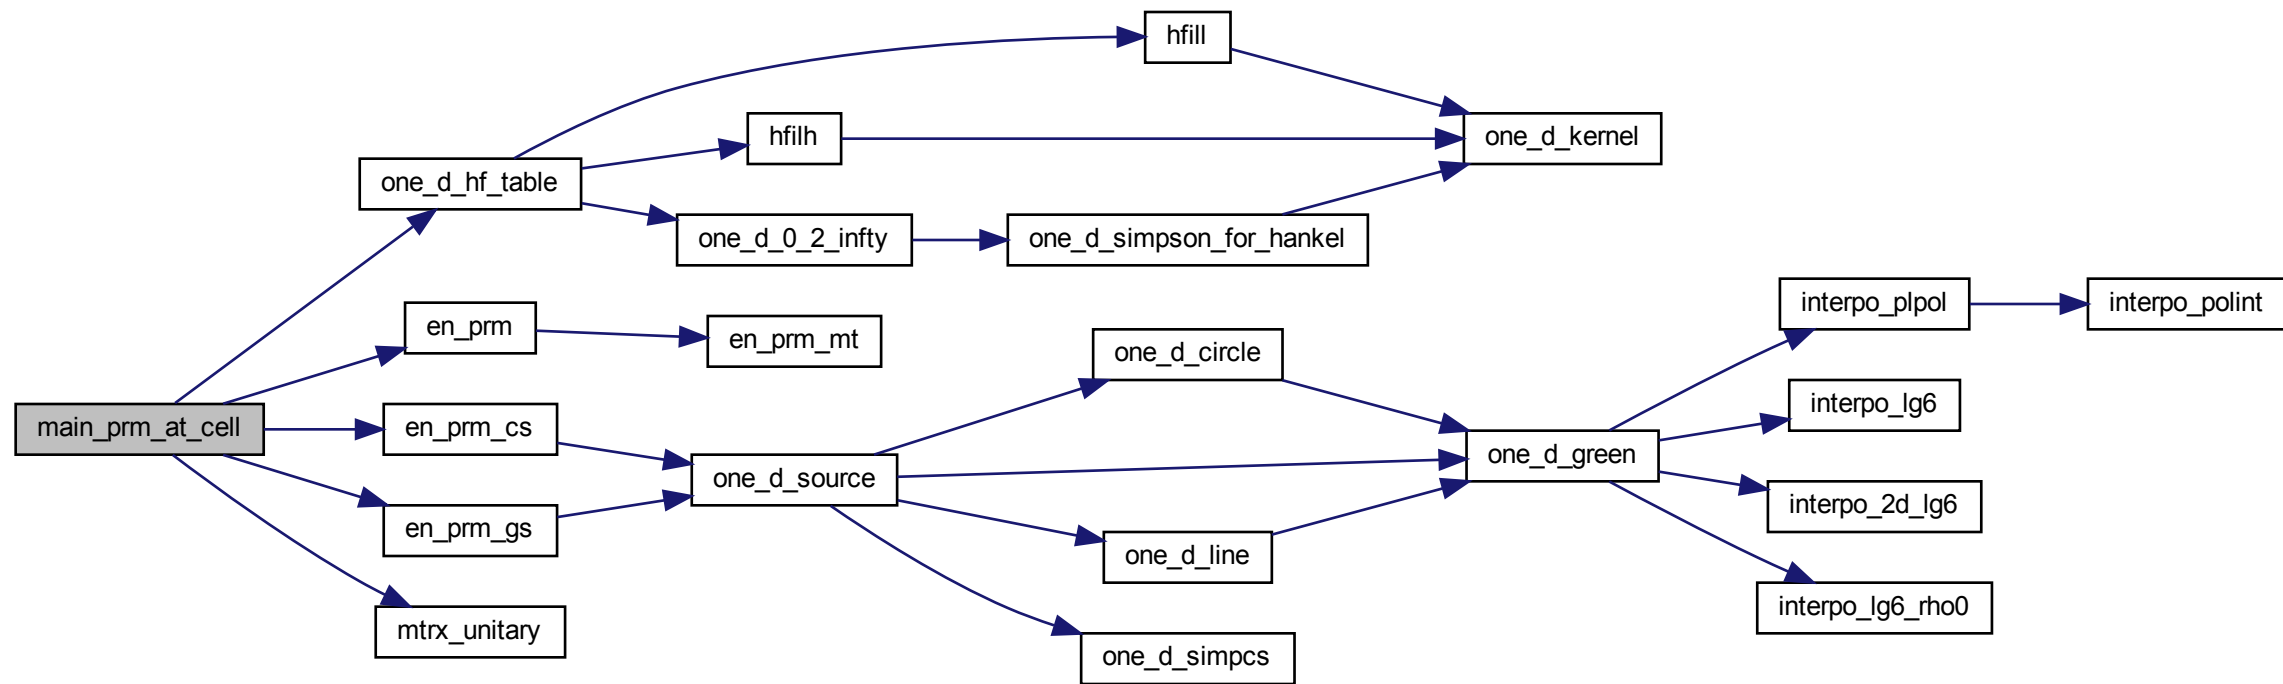 hfill
hfilh
one_d_kernel
one_d_hf_table
one_d_0_2_infty
one_d_simpson_for_hankel
interpo_plpol
interpo_polint
en_prm
en_prm_mt
one_d_circle
interpo_lg6
main_prm_at_cell
en_prm_cs
one_d_source
one_d_green
interpo_2d_lg6
en_prm_gs
one_d_line
interpo_lg6_rho0
mtrx_unitary
one_d_simpcs